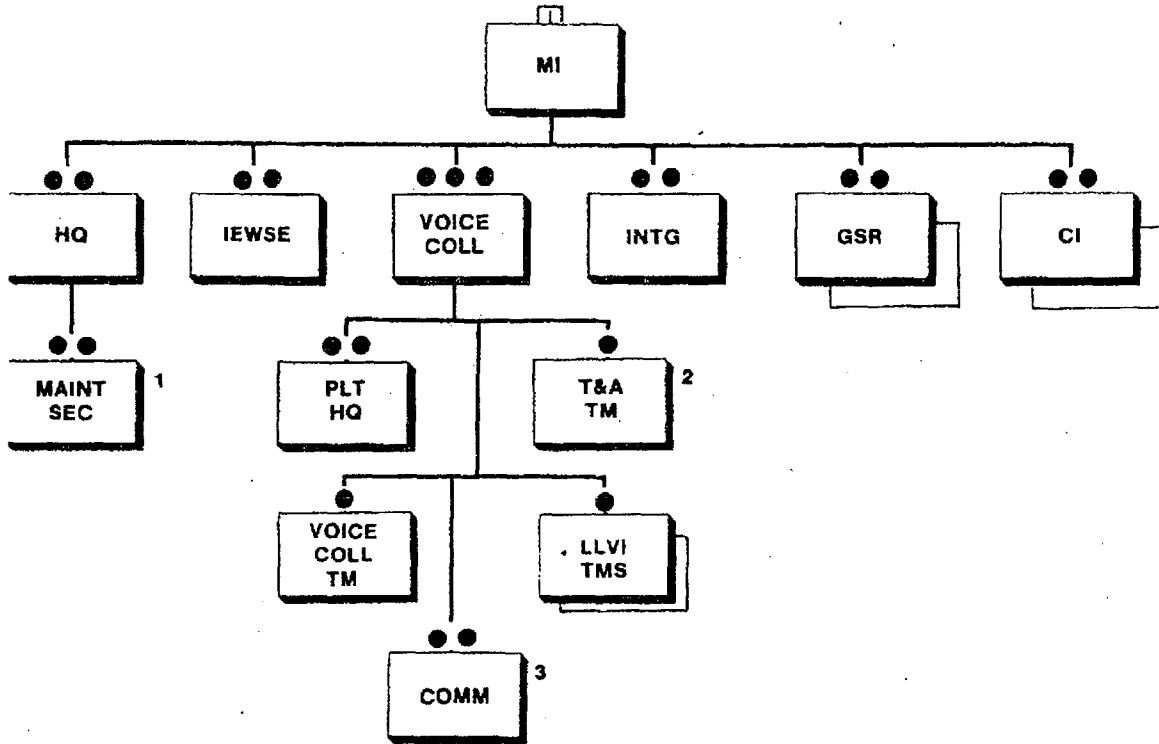 MI
HQ
IEWSE
VOICE
COLL
INTG
GSR
CI
MAINT
SEC
1
PLT
HQ
T&A
TM
2
VOICE
COLL
TM
LLVI
TMS
COMM
3